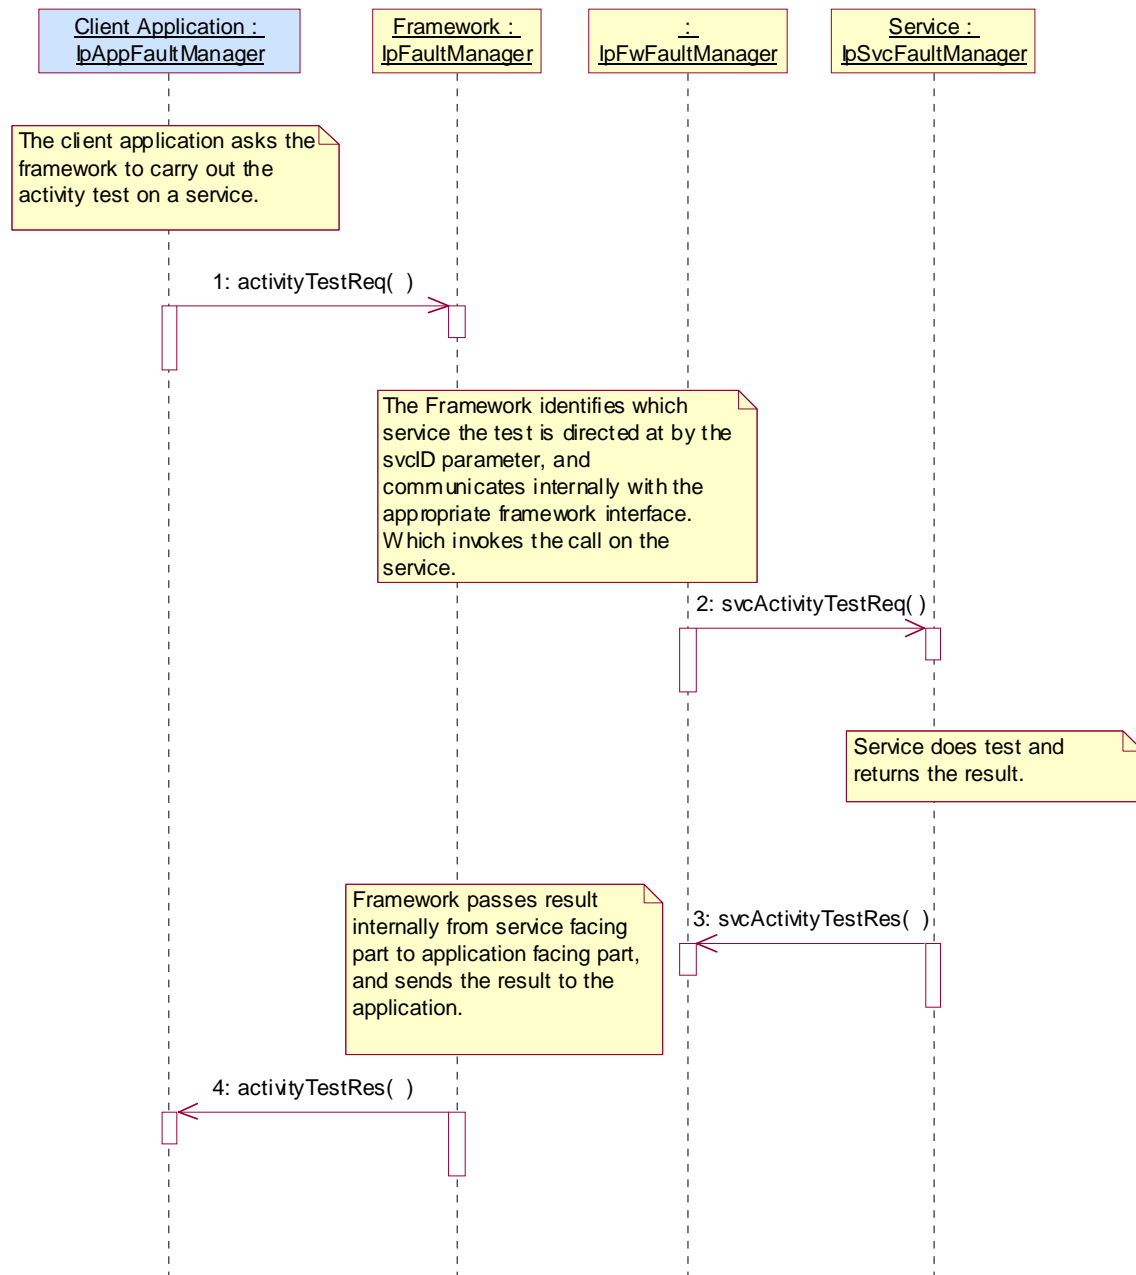 Client Application :
IpAppFaultManager
Framework :
IpFaultManager
:
IpFwFaultManager
Service :
IpSvcFaultManager
The client application asks the
framework to carry out the
activity test on a service.
1: activityTestReq( )
The Framework identifies which
service the test is directed at by the
svcID parameter, and
communicates internally with the
appropriate framework interface.
Which invokes the call on the
service.
2: svcActivityTestReq( )
Service does test and
returns the result.
Framework passes result
internally from service facing
part to application facing part,
and sends the result to the
application.
3: svcActivityTestRes( )
4: activityTestRes( )